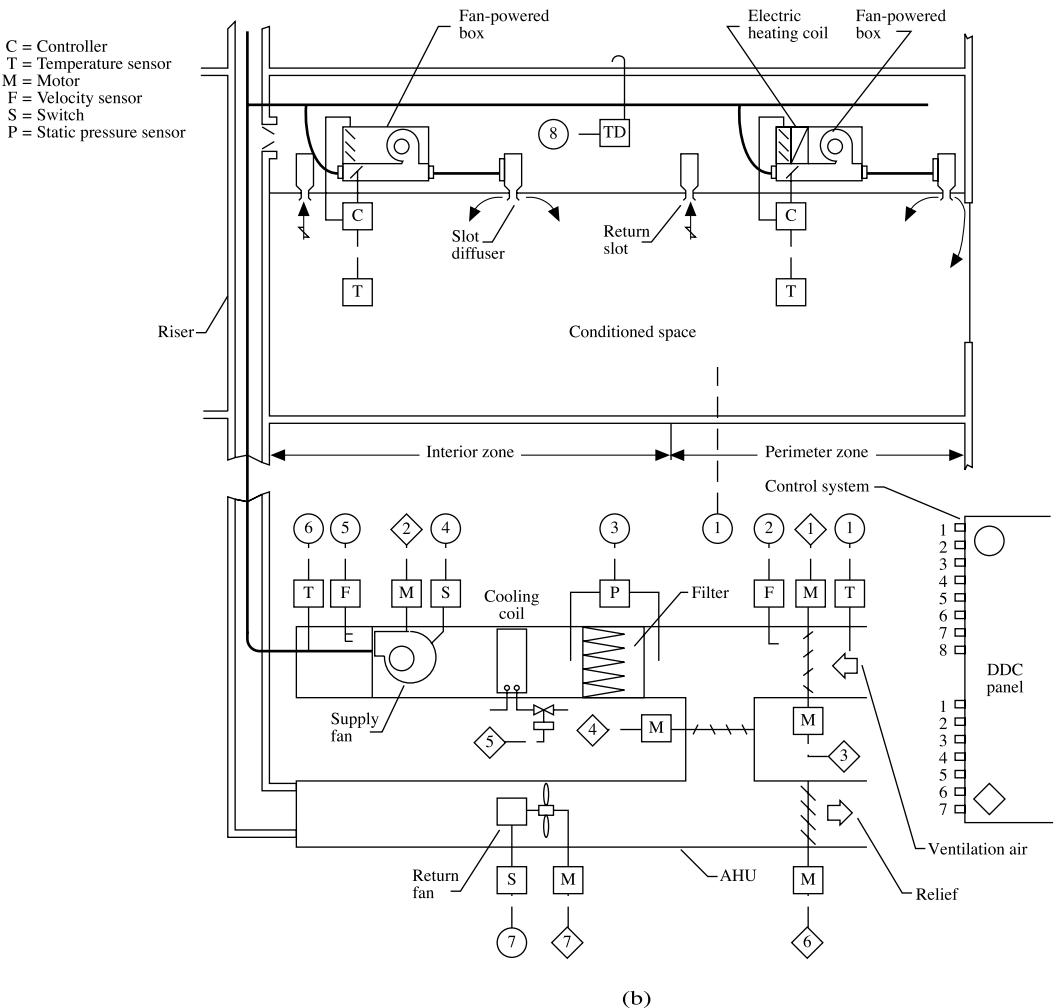 Fan-powered
box
Electric
heating coil
Fan-powered
box
C = Controller
T = Temperature sensor
M = Motor
F = Velocity sensor
S = Switch
P = Static pressure sensor
8
TD
C
Slot
diffuser
Return
slot
C
T
T
Riser
Conditioned space
Interior zone
Perimeter zone
Control system
6
5
2
4
3
1
2
1
1
T
F
M
S
Cooling
coil
P
Filter
F
M
T
1
2
3
4
5
6
7
8
DDC
panel
1
2
3
4
5
6
7
Supply
fan
5
4
M
M
3
Ventilation air
Return
fan
S
M
AHU
M
Relief
7
7
6
(b)